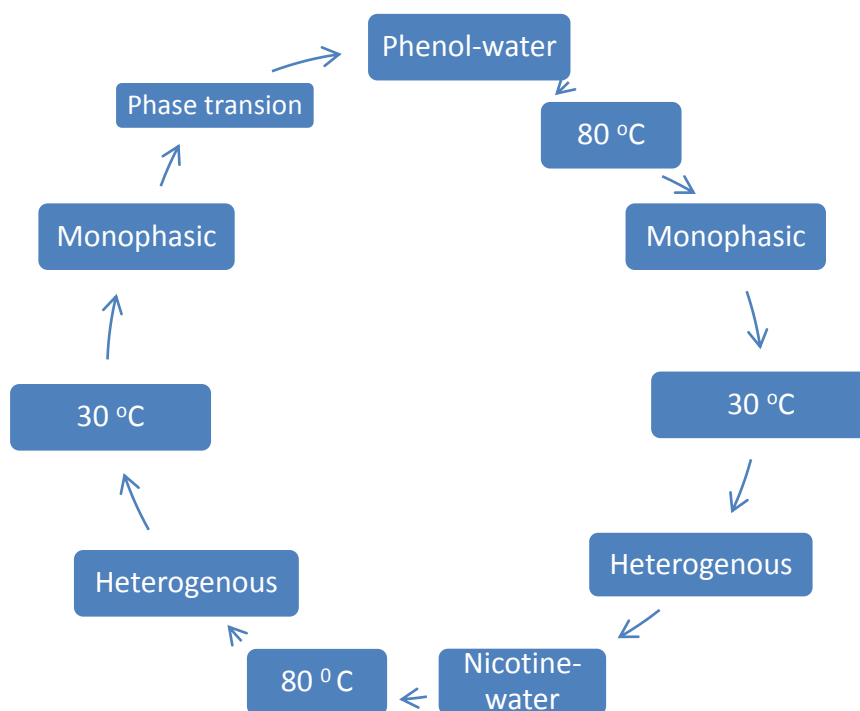 Phenol-water
80 ᵒC
Monophasic
30 ᵒC
Heterogenous
Nicotine-
water
80 ⁰ C
Heterogenous
30 ᵒC
Monophasic
Phase transion